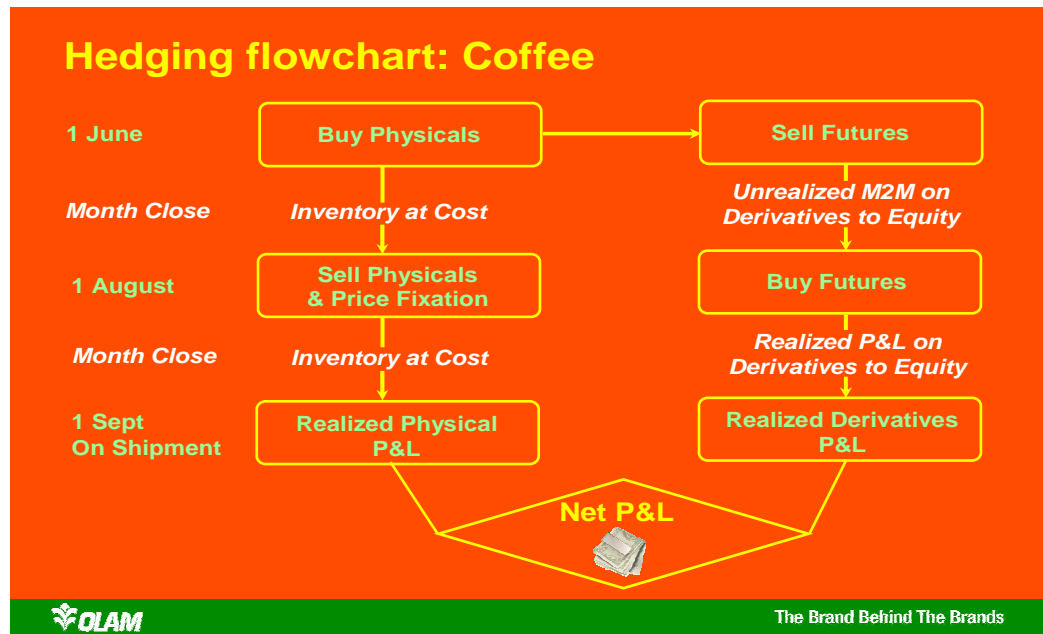 Hedging flowchart: Coffee
1 June
Buy Physicals
Sell Futures
Month Close
Inventory at Cost
Unrealized M2M on
Derivatives to Equity
1 August
Sell Physicals
& Price Fixation
Buy Futures
Month Close
Inventory at Cost
Realized P&L on
Derivatives to Equity
1 Sept
On Shipment
Realized Physical
P&L
Realized Derivatives
P&L
Net P&L
OLAM
The Brand Behind The Brands